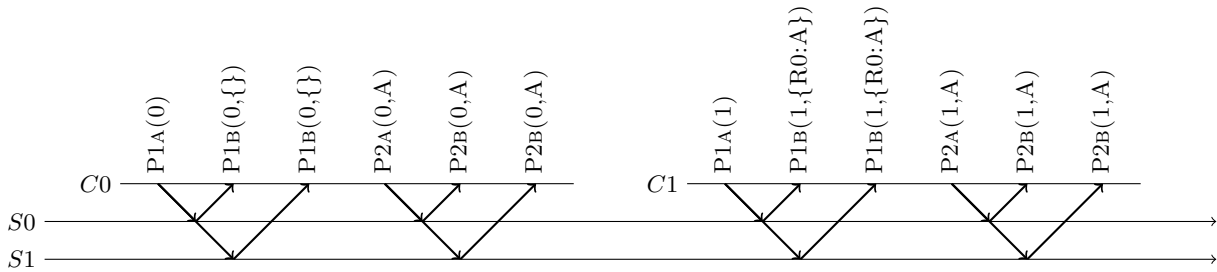 P1A(0)
P1B(0,{})
P1B(0,{})
P2A(0,A)
P2B(0,A)
P2B(0,A)
P1A(1)
P1B(1,{R0:A})
P1B(1,{R0:A})
P2A(1,A)
P2B(1,A)
P2B(1,A)
C0
C1
S0
S1